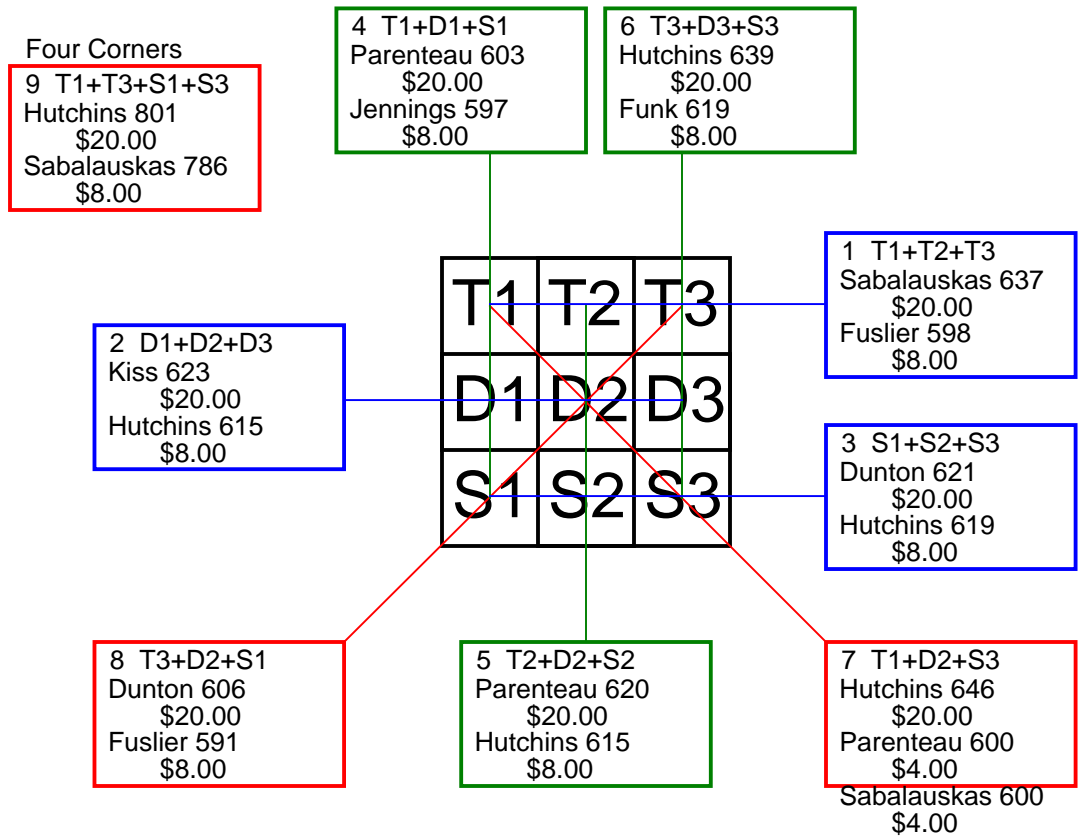 Four Corners
9  T1+T3+S1+S3
Hutchins 801
$20.00
Sabalauskas 786
$8.00
4  T1+D1+S1
Parenteau 603
$20.00
Jennings 597
$8.00
6  T3+D3+S3
Hutchins 639
$20.00
Funk 619
$8.00
1  T1+T2+T3
Sabalauskas 637
$20.00
Fuslier 598
$8.00
T1 T2 T3
D1 D2 D3
S1 S2 S3
2  D1+D2+D3
Kiss 623
$20.00
Hutchins 615
$8.00
3  S1+S2+S3
Dunton 621
$20.00
Hutchins 619
$8.00
8  T3+D2+S1
Dunton 606
$20.00
Fuslier 591
$8.00
5  T2+D2+S2
Parenteau 620
$20.00
Hutchins 615
$8.00
7  T1+D2+S3
Hutchins 646
$20.00
Parenteau 600
$4.00
Sabalauskas 600
$4.00